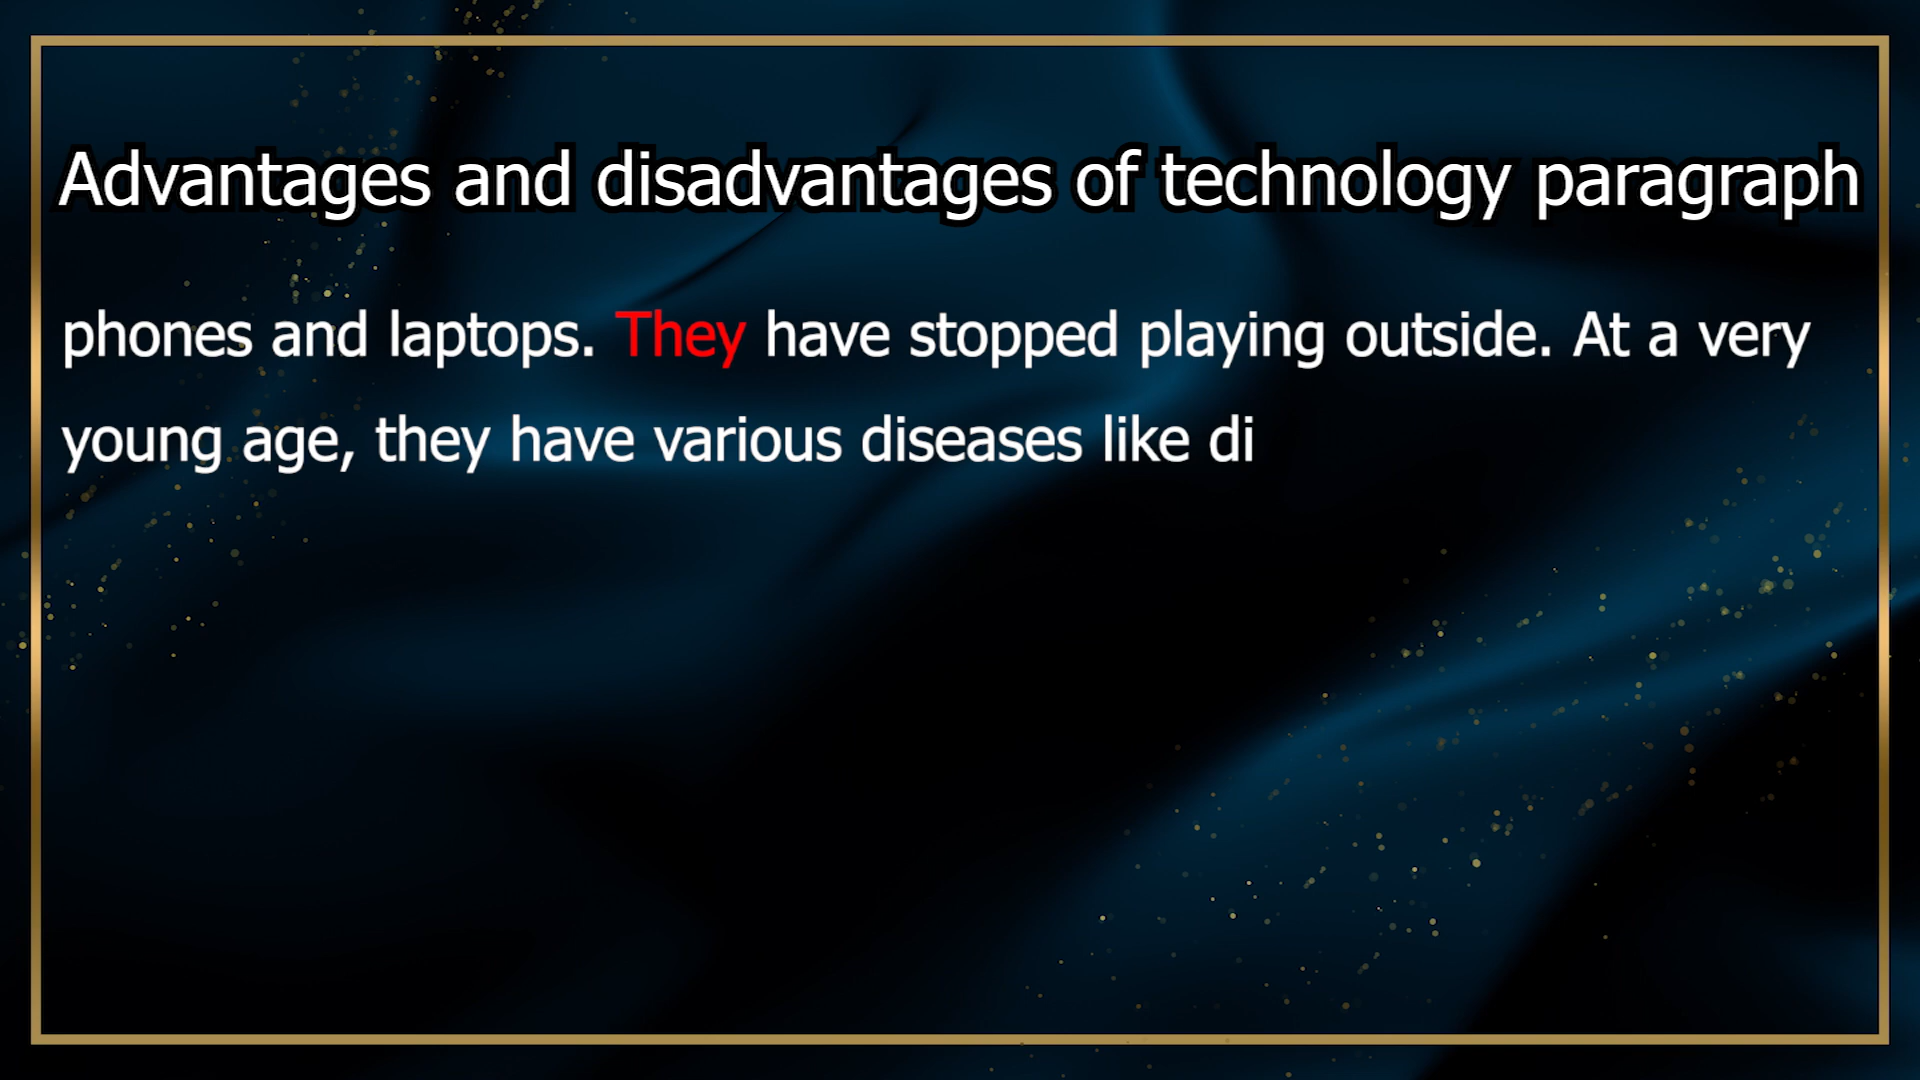 Advantages and disadvantages of technology paragraph
phones and laptops. They have stopped playing outside. At a very
young age, they have various diseases like di